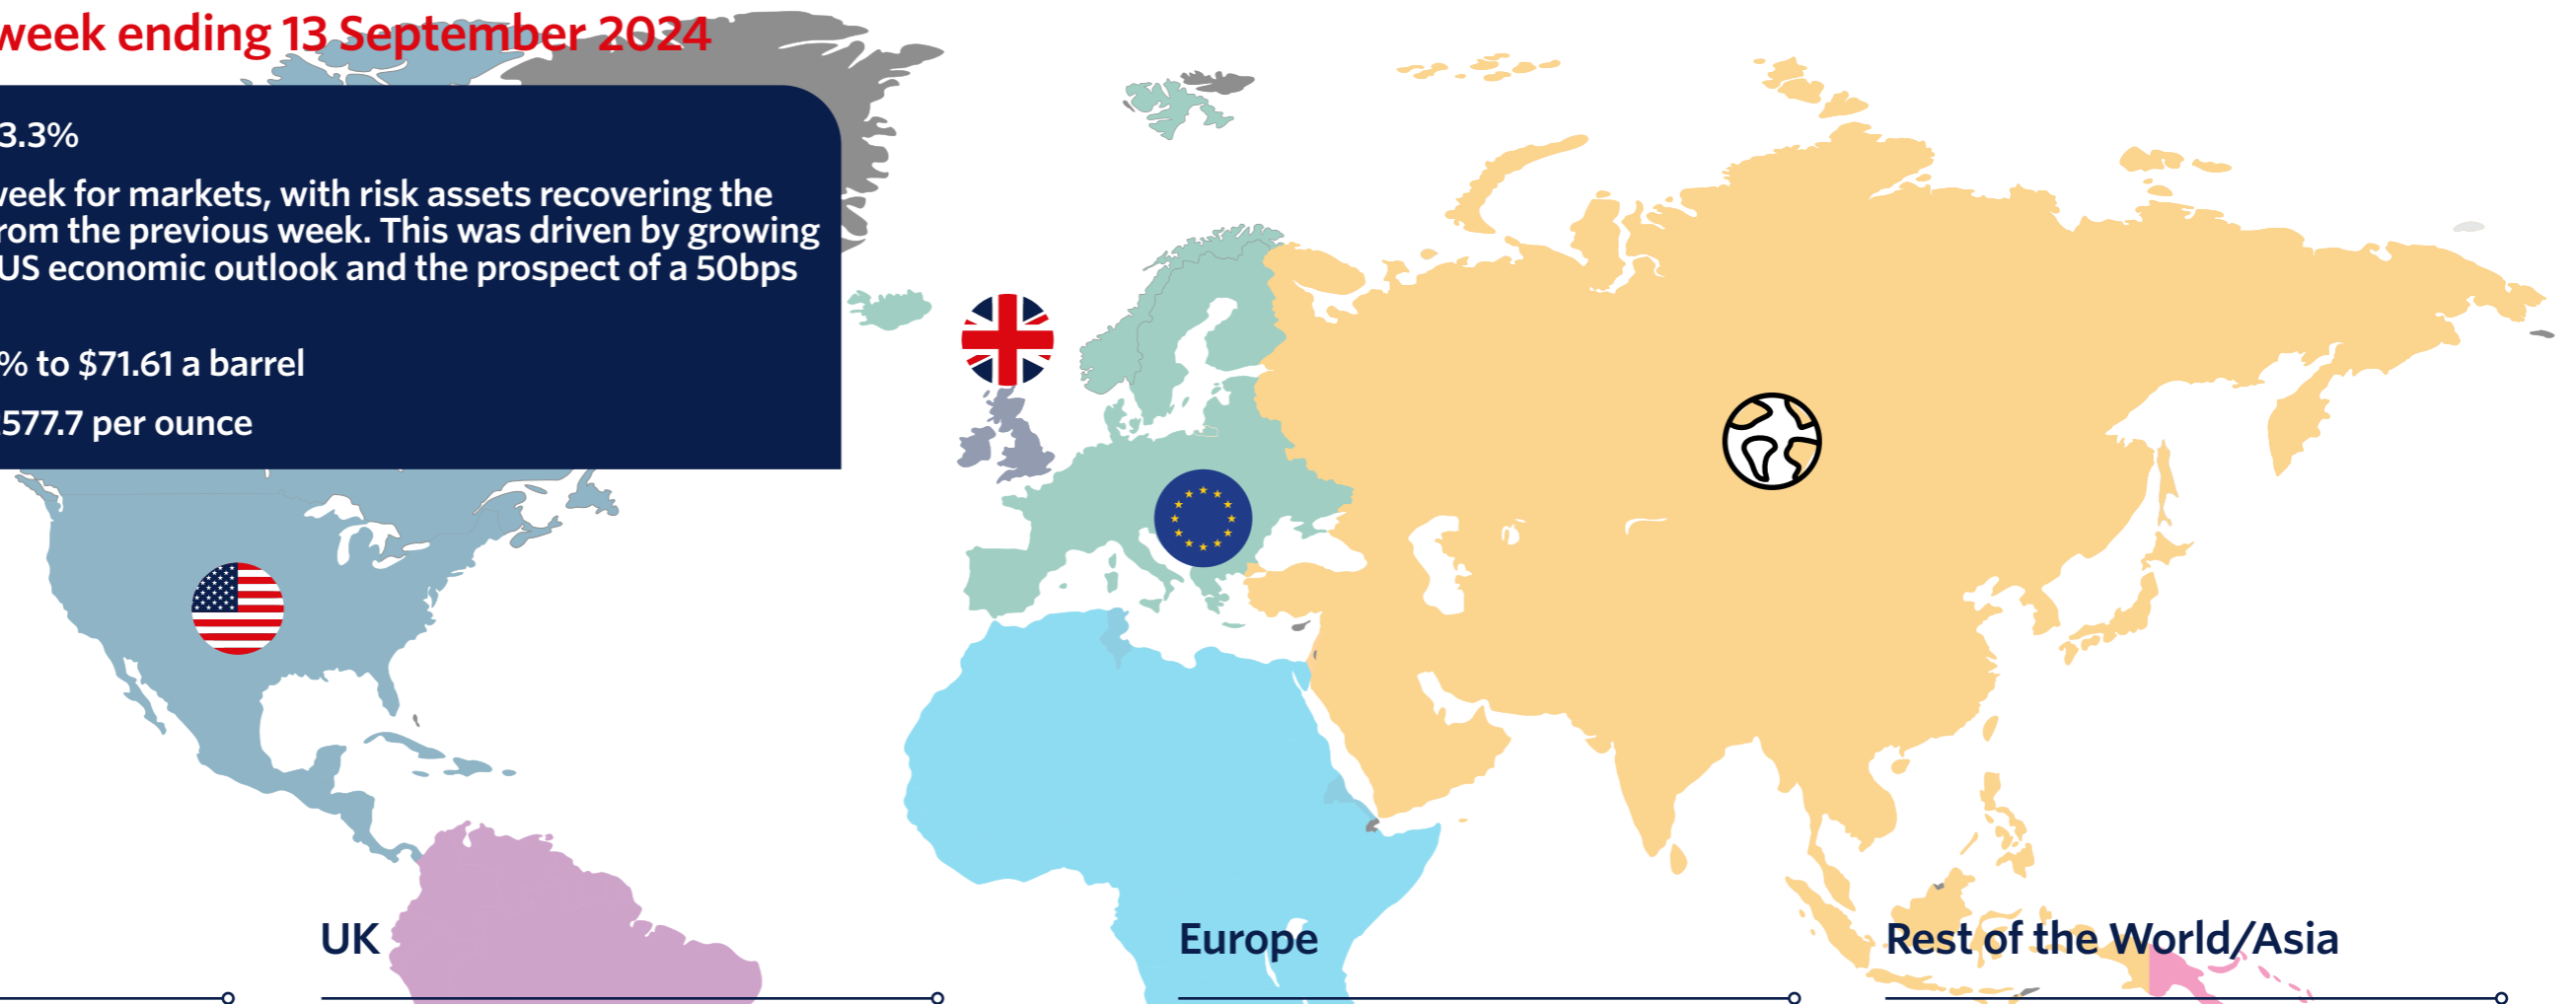 week ending 13 September 2024
3.3%
week for markets, with risk assets recovering the
from the previous week. This was driven by growing
US economic outlook and the prospect of a 50bps
% to $71.61 a barrel
577.7 per ounce
UK
Europe
Rest of the World/Asia